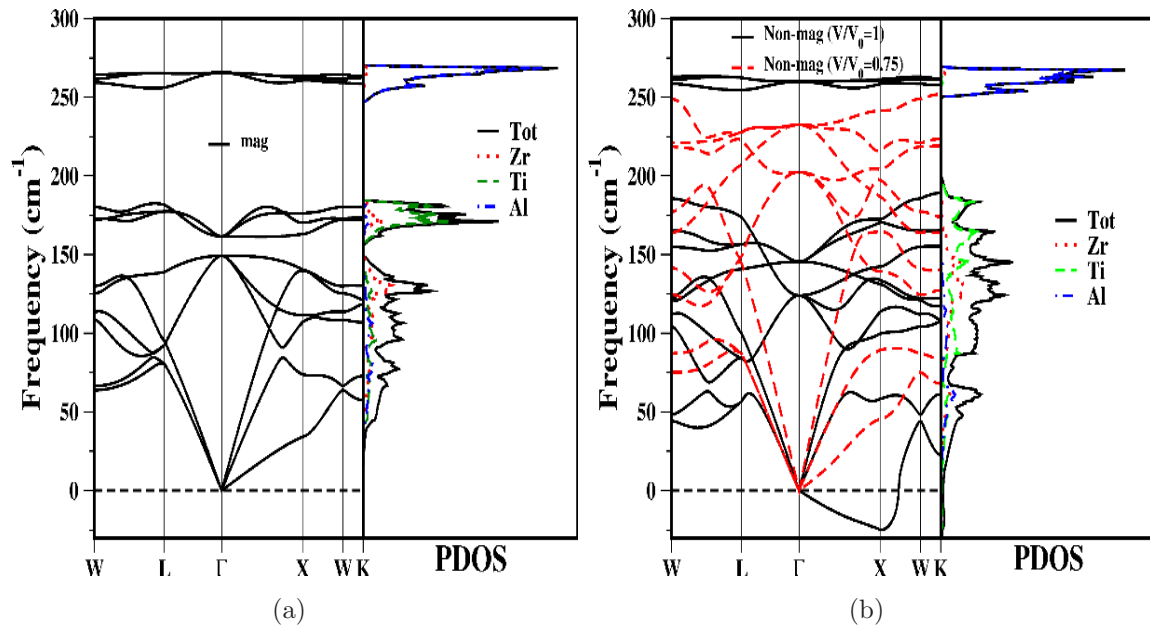 300
250
200
150
100
50
0
Frequency (cm⁻¹)
mag
Tot
Zr
Ti
Al
W
L
Γ
X
W
K
PDOS
(a)
300
250
200
150
100
50
0
Frequency (cm⁻¹)
Non-mag (V/V₀=1)
Non-mag (V/V₀=0.75)
Tot
Zr
Ti
Al
W
L
Γ
X
W
K
PDOS
(b)